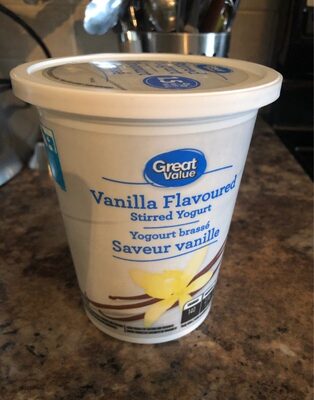 Great
Value
Vanilla Flavoured
Stirred Yogurt
Yogourt brassé
Saveur vanille